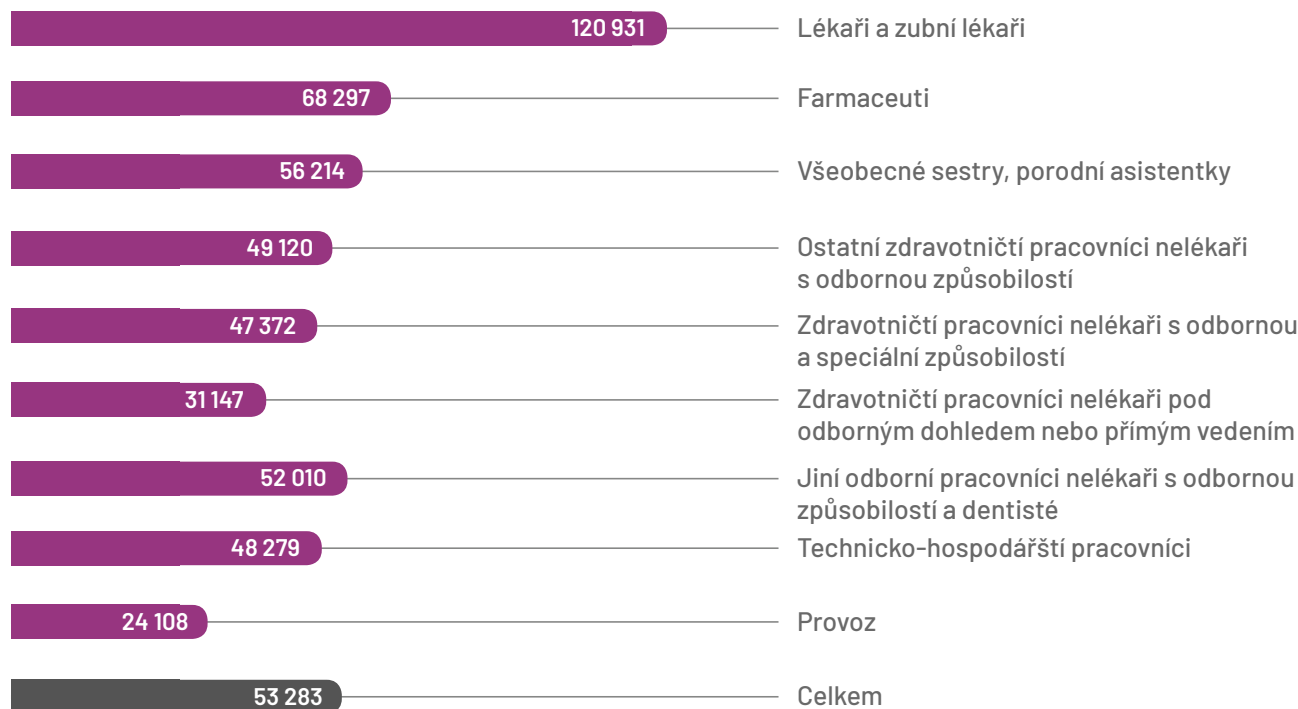 120 931 Lékaři a zubní lékaři
68 297 Farmaceuti
56 214 Všeobecné sestry, porodní asistentky
49 120 Ostatní zdravotničtí pracovníci nelékaři
s odbornou způsobilostí
47 372 Zdravotničtí pracovníci nelékaři s odbornou
a speciální způsobilostí
31 147 Zdravotničtí pracovníci nelékaři pod
odborným dohledem nebo přímým vedením
52 010 Jiní odborní pracovníci nelékaři s odbornou
způsobilostí a dentisté
48 279 Technicko-hospodářští pracovníci
24 108 Provoz
53 283 Celkem